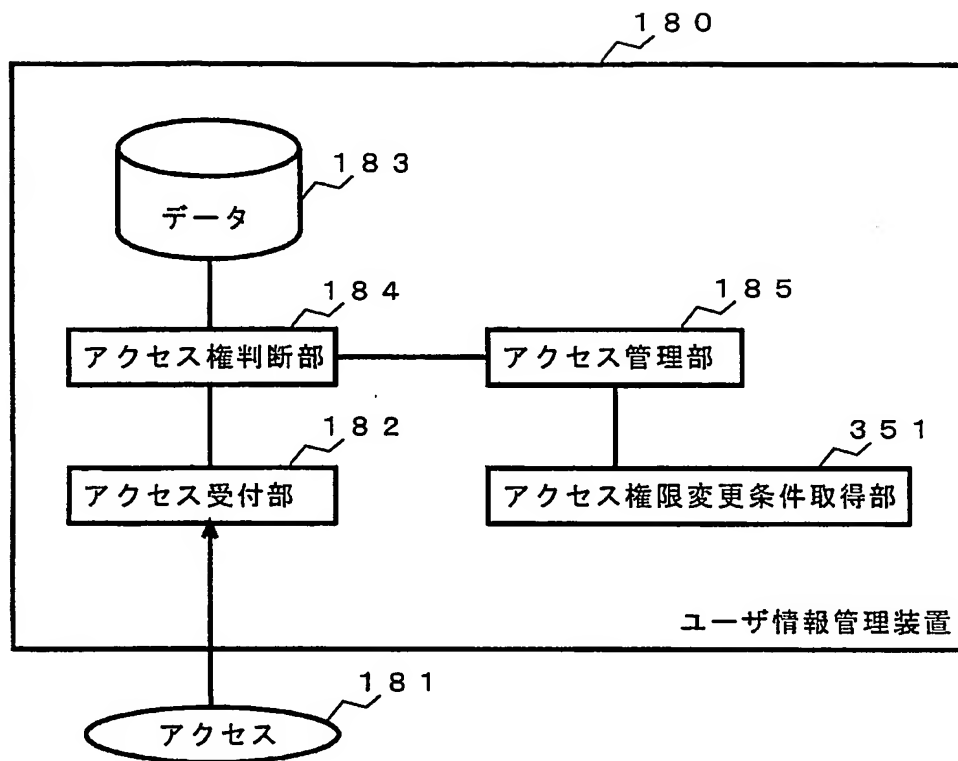 １８０
１８３
データ
１８４
１８５
アクセス権判断部
アクセス管理部
１８２
３５１
アクセス受付部
アクセス権限変更条件取得部
ユーザ情報管理装置
１８１
アクセス